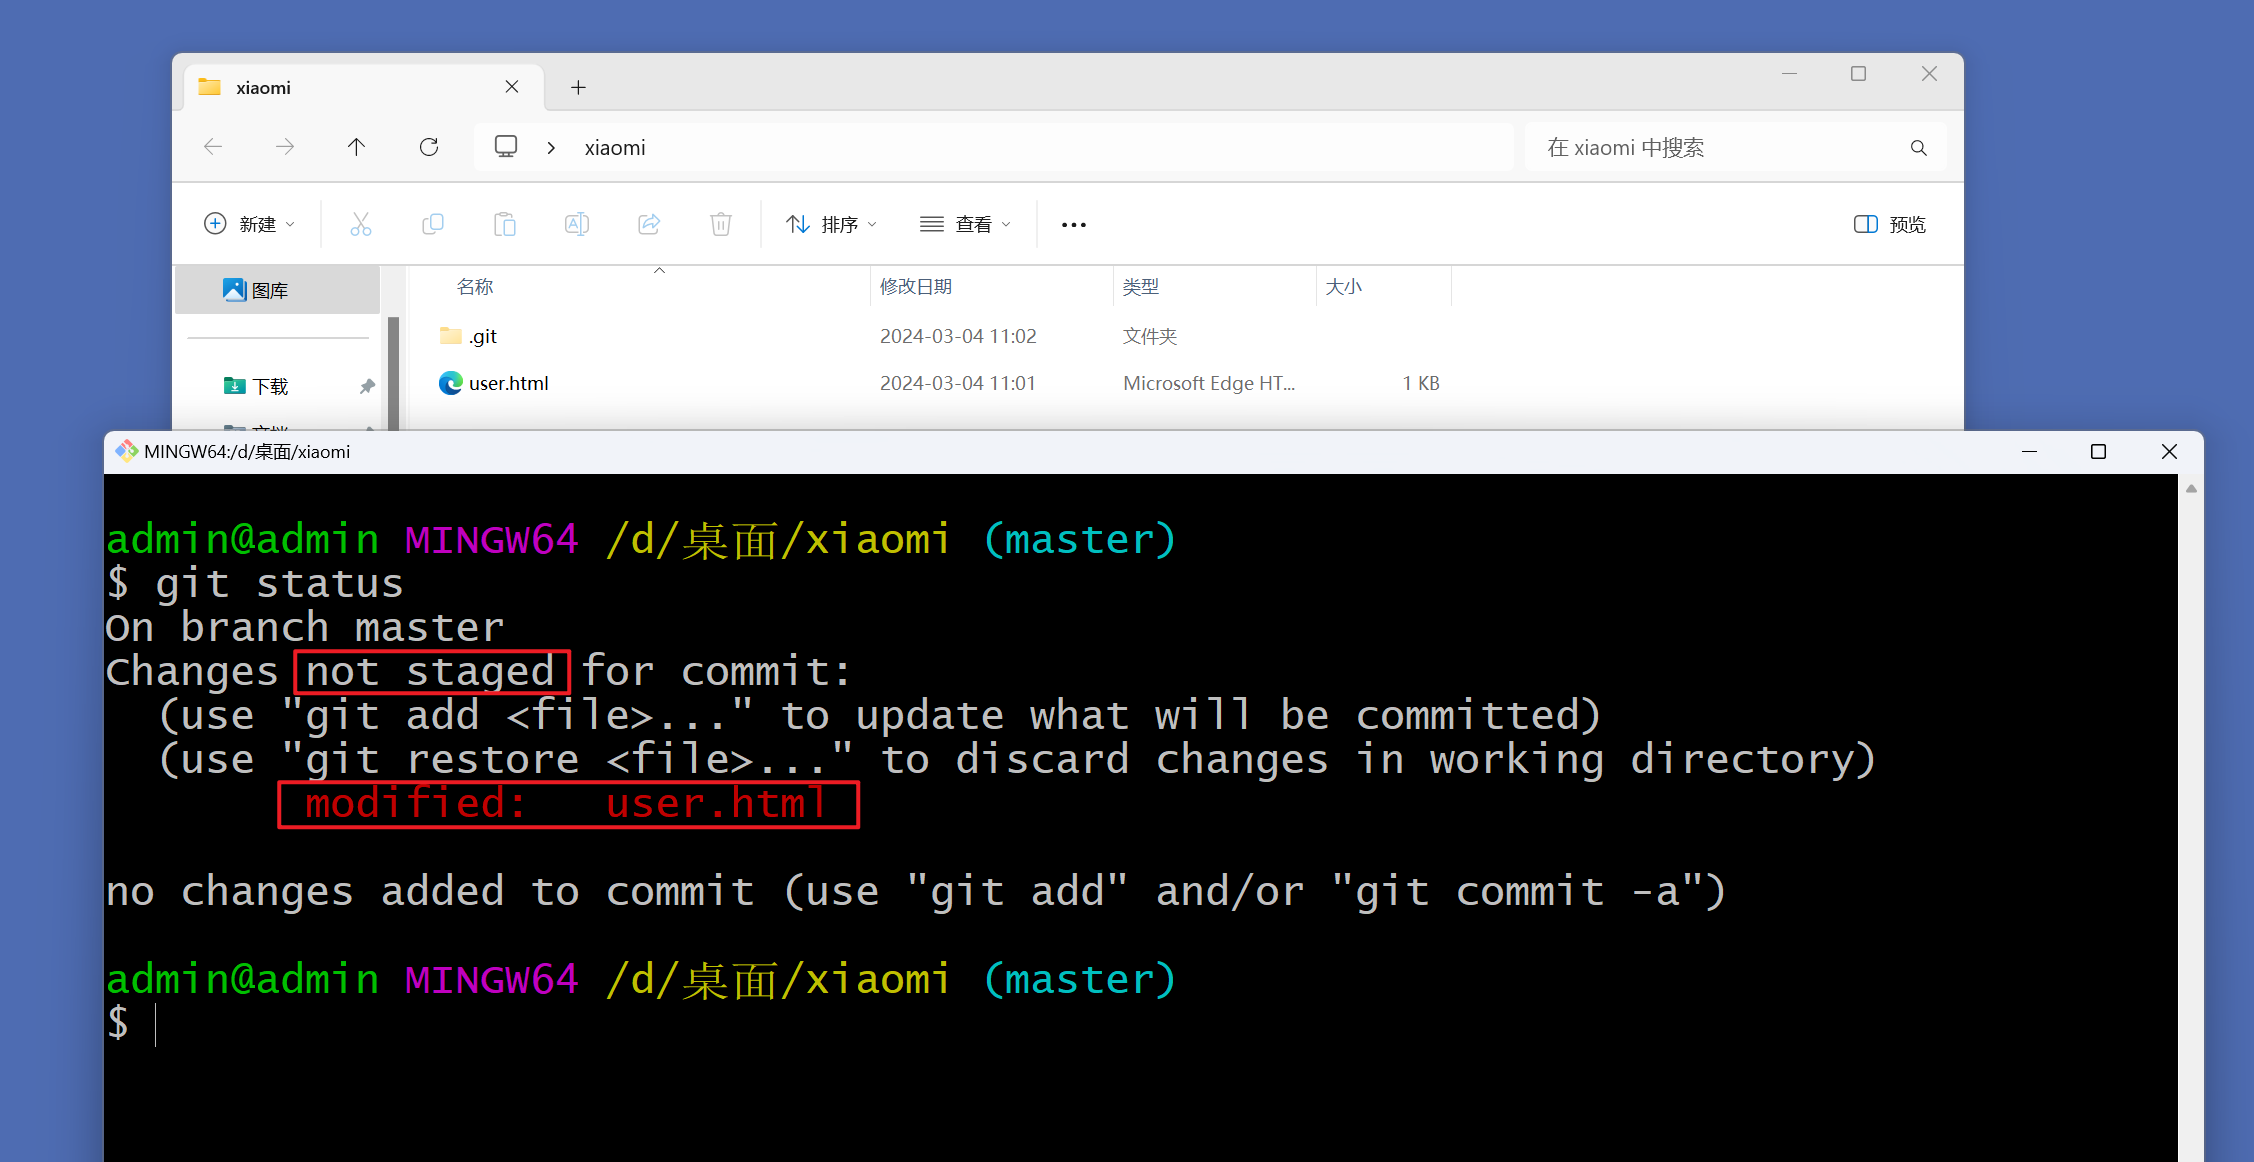 xiaomi
xiaomi
在 xiaomi 中搜索
新建
排序
查看
预览
图库
名称
修改日期
类型
大小
.git
2024-03-04 11:02
文件夹
下载
user.html
2024-03-04 11:01
Microsoft Edge HT...
1 KB
MINGW64:/d/桌面/xiaomi
admin@admin MINGW64 /d/桌面/xiaomi (master)
$ git status
On branch master
Changes not staged for commit:
(use "git add <file>..." to update what will be committed)
(use "git restore <file>..." to discard changes in working directory)
modified: user.html
no changes added to commit (use "git add" and/or "git commit -a")
admin@admin MINGW64 /d/桌面/xiaomi (master)
$